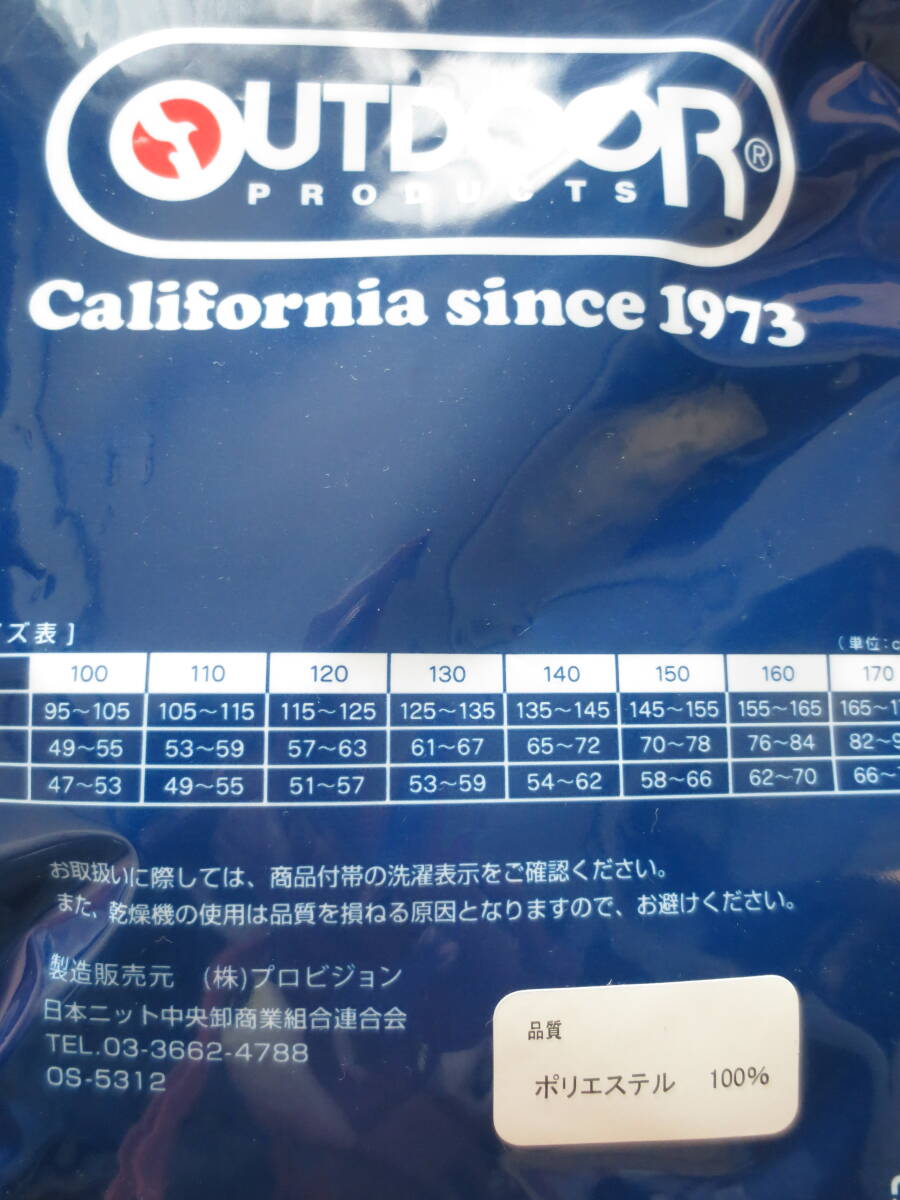 OUTDOOR®
PRODUCTS
California since 1973
ズ表]
(単位:c
100 110 120 130 140 150 160 170
95~105 105~115 115~125 125~135 135~145 145~155 155~165 165~1
49~55 53~59 57~63 61~67 65~72 70~78 76~84 82~
47~53 49~55 51~57 53~59 54~62 58~66 62~70 66~
お取扱いに際しては、商品付帯の洗濯表示をご確認ください。
また、乾燥機の使用は品質を損ねる原因となりますので、お避けください。
製造販売元 (株)プロビジョン
日本ニット中央卸商業組合連合会
TEL.03-3662-4788
OS-5312
品質
ポリエステル 100%